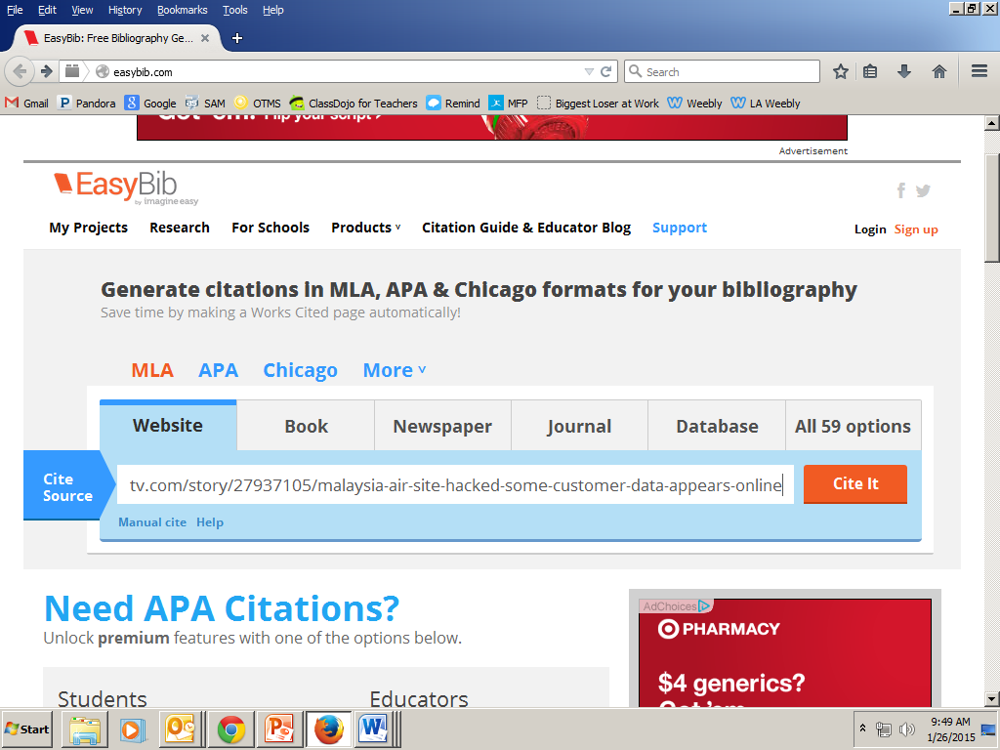 File Edit View History Bookmarks Tools Help
EasyBib: Free Bibliography Ge...
easybib.com
Search
Gmail Pandora Google SAM OTMS ClassDojo for Teachers Remind MFP Biggest Loser at Work Weebly LA Weebly
Advertisement
EasyBib
by imagine easy
My Projects Research For Schools Products Citation Guide & Educator Blog Support
Login Sign up
Generate citations in MLA, APA & Chicago formats for your bibliography
Save time by making a Works Cited page automatically!
MLA APA Chicago More
Website Book Newspaper Journal Database All 59 options
Cite
Source
tv.com/story/27937105/malaysia-air-site-hacked-some-customer-data-appears-online
Cite It
Manual cite Help
Need APA Citations?
Unlock premium features with one of the options below.
Students Educators
AdChoices
PHARMACY
$4 generics?
Start
9:49 AM
1/26/2015